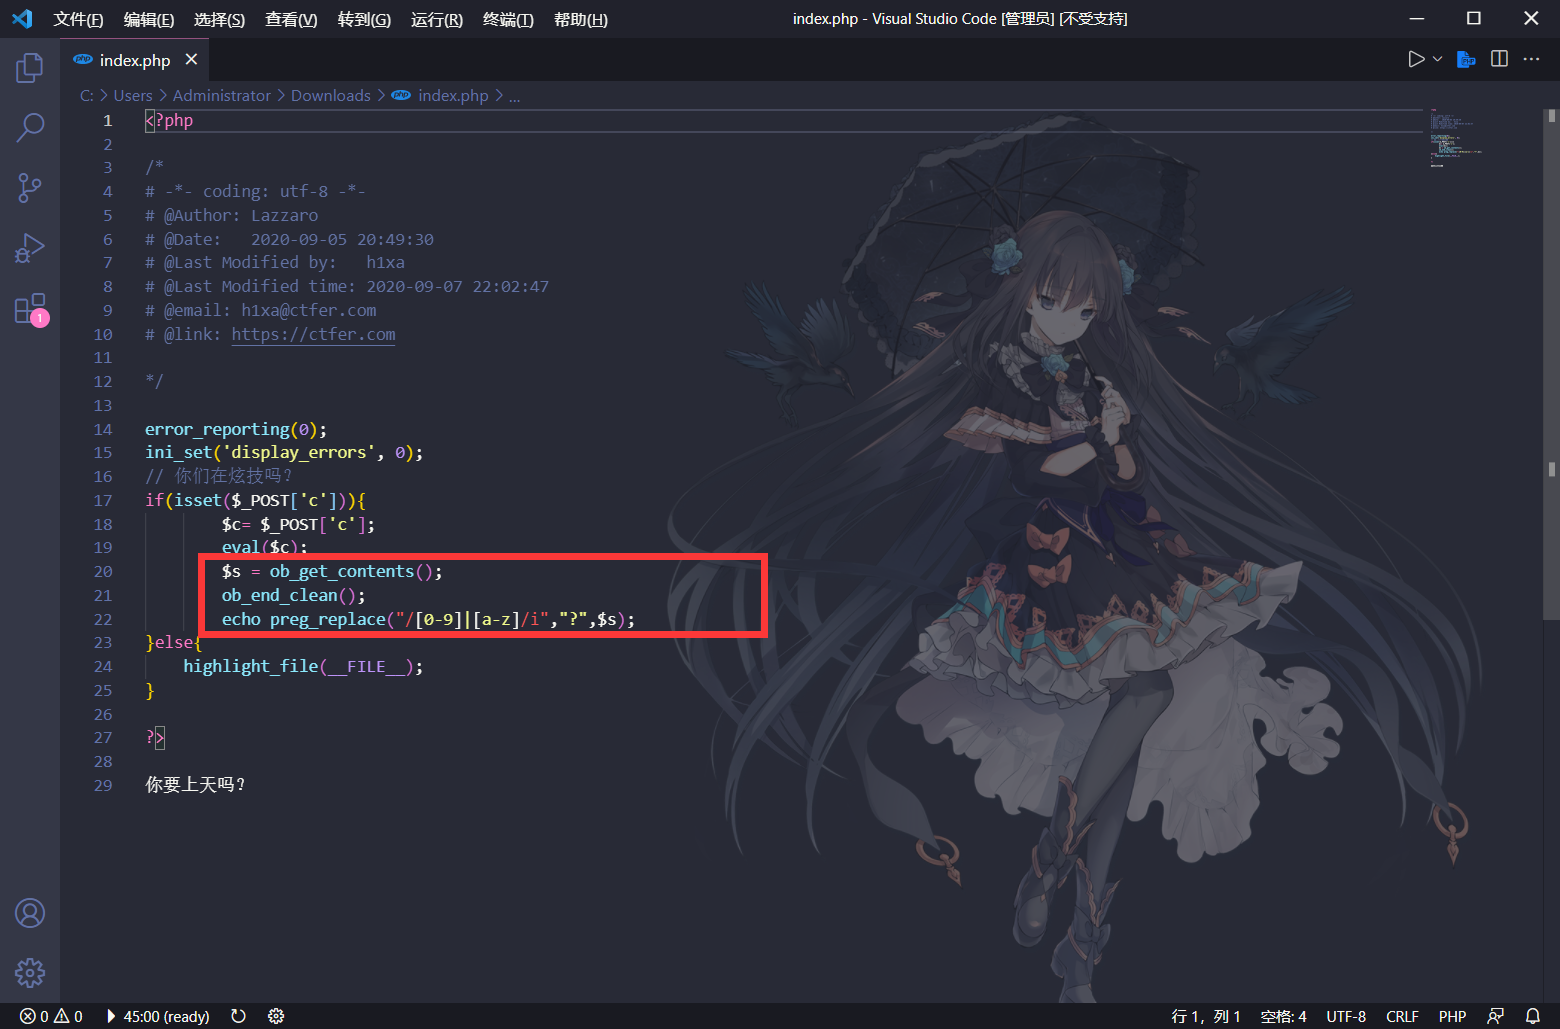 文件(F) 编辑(E) 选择(S) 查看(V) 转到(G) 运行(R) 终端(T) 帮助(H) index.php - Visual Studio Code [管理员] [不受支持]
php index.php
C: > Users > Administrator > Downloads > php index.php > ...
1 <?php
2
3 /*
4 # -*- coding: utf-8 -*-
5 # @Author: Lazzaro
6 # @Date:   2020-09-05 20:49:30
7 # @Last Modified by:   h1xa
8 # @Last Modified time: 2020-09-07 22:02:47
9 # @email: h1xa@ctfer.com
10 # @link: https://ctfer.com
11
12 */
13
14 error_reporting(0);
15 ini_set('display_errors', 0);
16 // 你们在炫技吗?
17 if(isset($_POST['c'])){
18         $c= $_POST['c'];
19         eval($c);
20         $s = ob_get_contents();
21         ob_end_clean();
22         echo preg_replace("/[0-9]|[a-z]/i","?",$s);
23 }else{
24     highlight_file(__FILE__);
25 }
26
27 ?>
28
29 你要上天吗?
1
0 0 45:00 (ready) 行 1，列 1 空格: 4 UTF-8 CRLF PHP